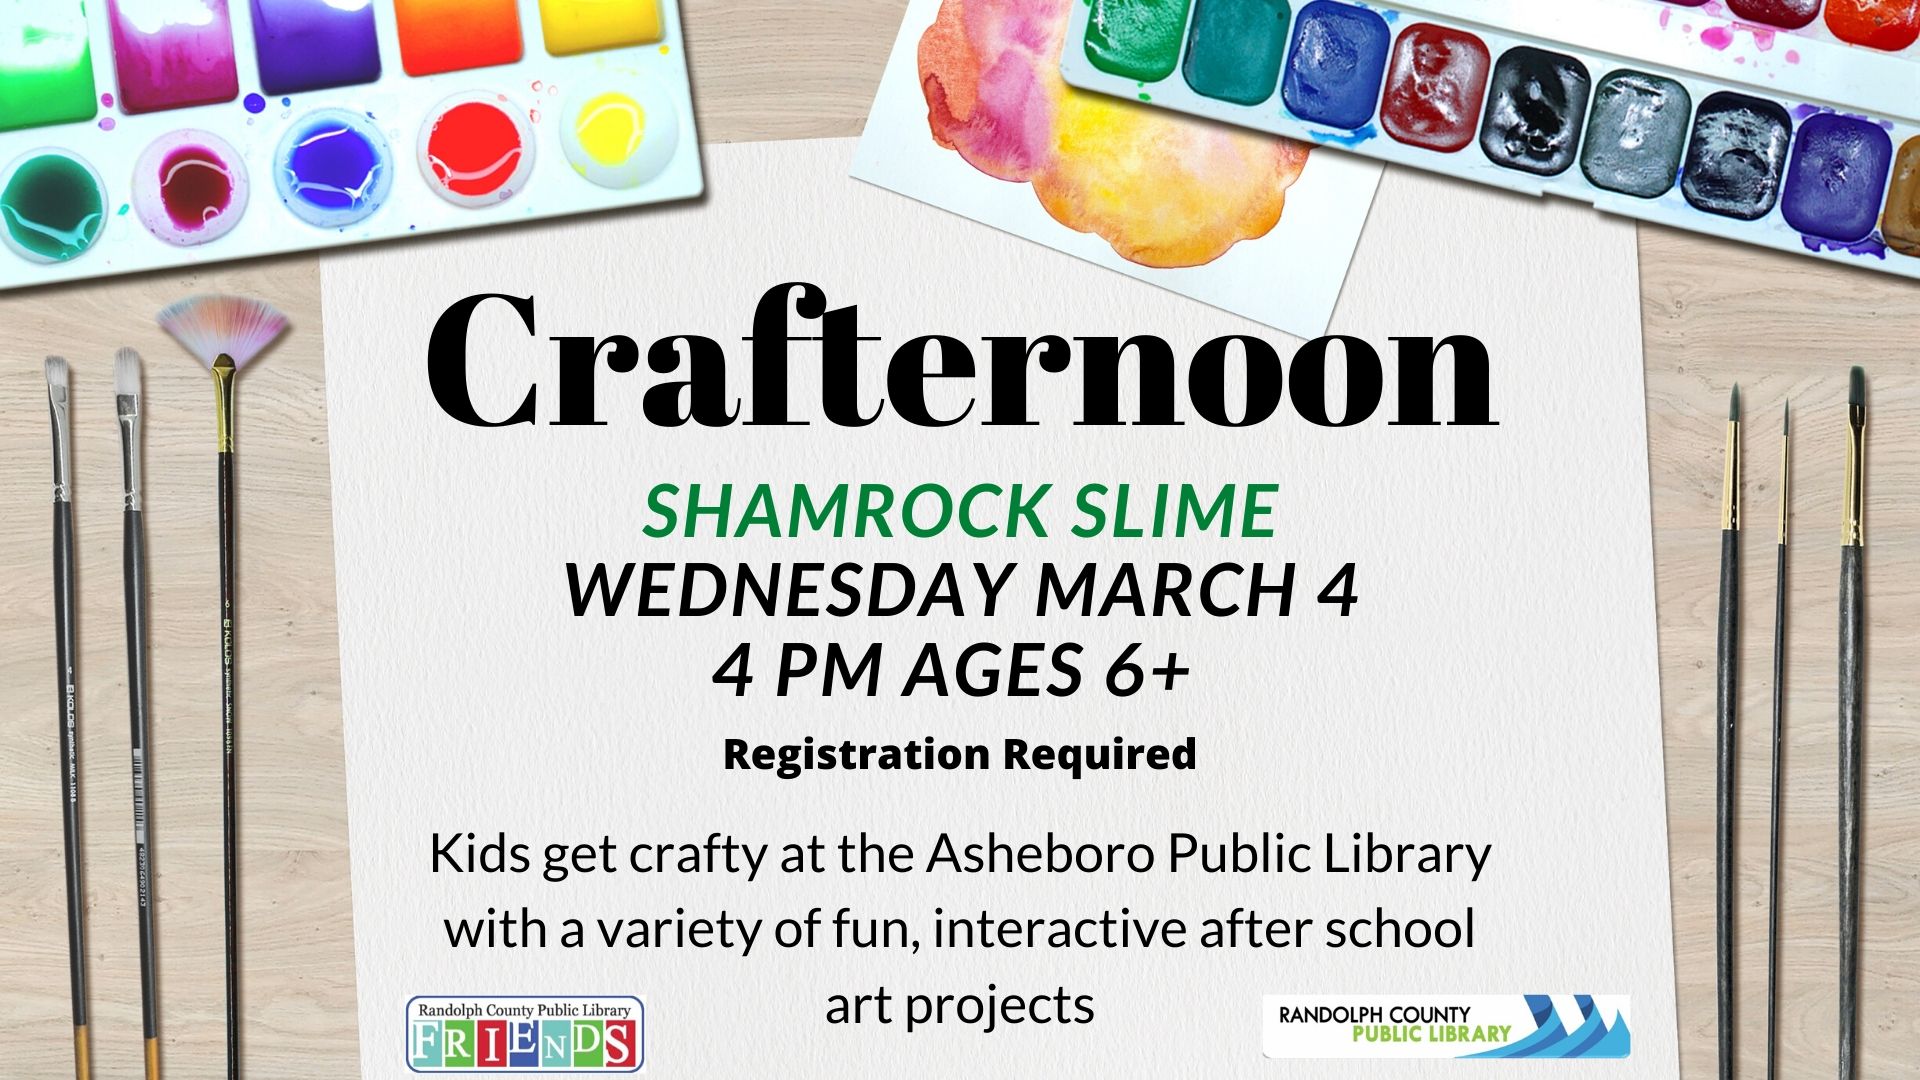 Crafternoon
SHAMROCK SLIME
WEDNESDAY MARCH 4
4 PM AGES 6+
Registration Required
Kids get crafty at the Asheboro Public Library
with a variety of fun, interactive after school
art projects
Randolph County Public Library
FRIENDS
RANDOLPH COUNTY
PUBLIC LIBRARY
KOLOS
KOLOS